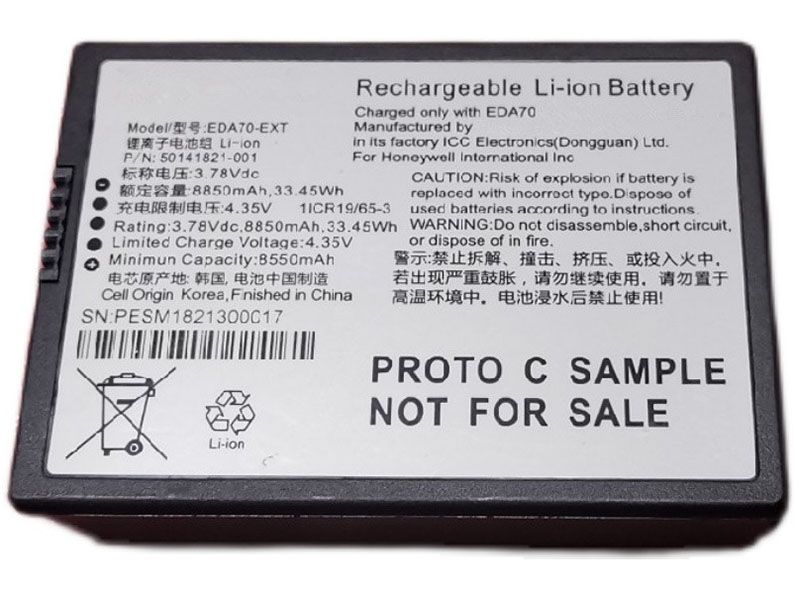 Rechargeable Li-ion Battery
Charged only with EDA70
Manufactured by
in its factory ICC Electronics(Dongguan) Ltd.
For Honeywell International Inc
Model/型号:EDA70-EXT
锂离子电池组 Li-ion
P/N: 50141821-001
标称电压:3.78Vdc
额定容量:8850mAh,33.45Wh
充电限制电压:4.35V 1ICR19/65-3
Rating:3.78Vdc,8850mAh,33.45Wh
Limited Charge Voltage:4.35V
Minimun Capacity:8550mAh
电芯原产地: 韩国, 电池中国制造
Cell Origin Korea,Finished in China
SN:PESM1821300017
CAUTION:Risk of explosion if battery is
replaced with incorrect type.Dispose of
used batteries according to instructions.
WARNING:Do not disassemble,short circuit,
or dispose of in fire.
警示:禁止拆解、撞击、挤压、或投入火中.
若出现严重鼓胀，请勿继续使用. 请勿置于
高温环境中. 电池浸水后禁用!
PROTO C SAMPLE
NOT FOR SALE
Li-ion